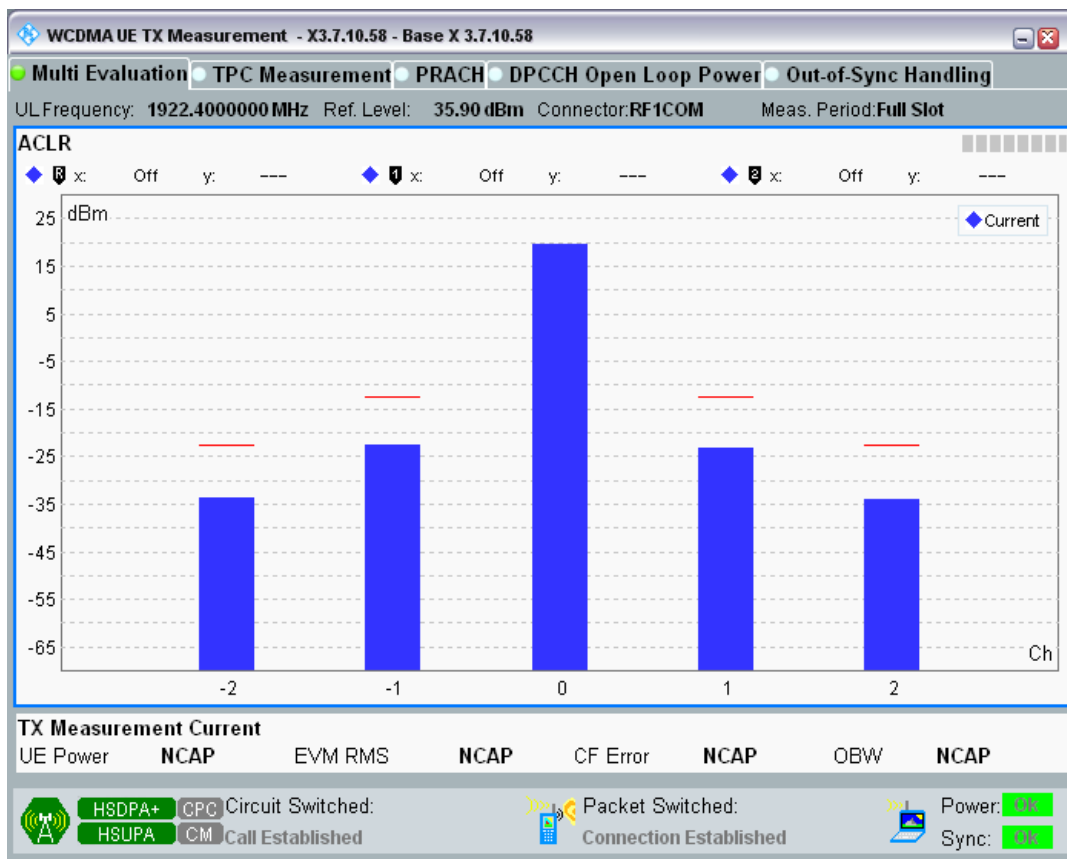 WCDMA UE TX Measurement - X3.7.10.58 - Base X 3.7.10.58
Multi Evaluation TPC Measurement PRACH DPCCH Open Loop Power Out-of-Sync Handling
UL Frequency: 1922.4000000 MHz Ref. Level: 35.90 dBm Connector:RF1COM Meas. Period:Full Slot
ACLR
R x: Off y: --- 1 x: Off y: --- 2 x: Off y: ---
dBm
Current
25
15
5
-5
-15
-25
-35
-45
-55
-65
Ch
-2 -1 0 1 2
TX Measurement Current
UE Power NCAP EVM RMS NCAP CF Error NCAP OBW NCAP
HSDPA+ CPC Circuit Switched: Packet Switched: Power: OK
HSUPA CM Call Established Connection Established Sync: OK